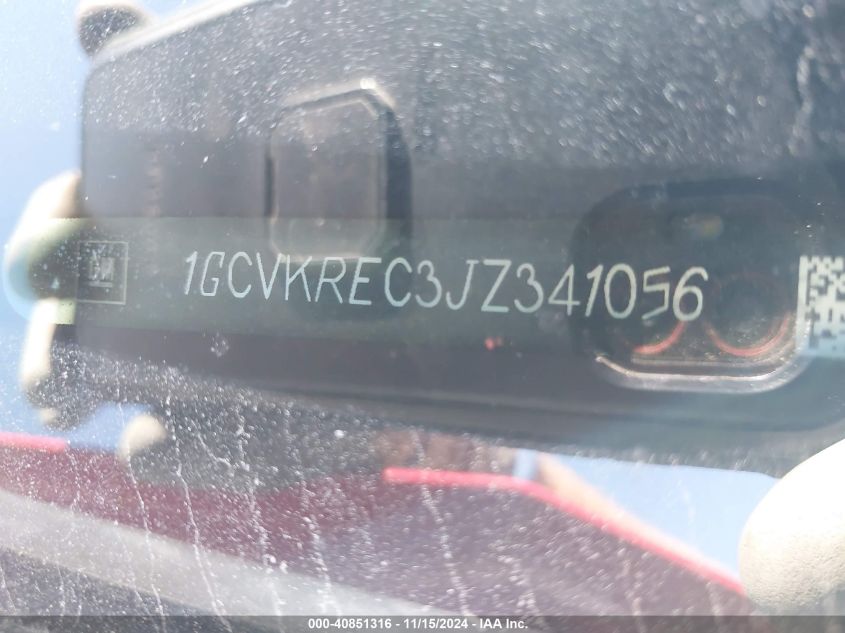 GM
1GCVKREC3JZ341056
000-40851316 - 11/15/2024 - IAA Inc.